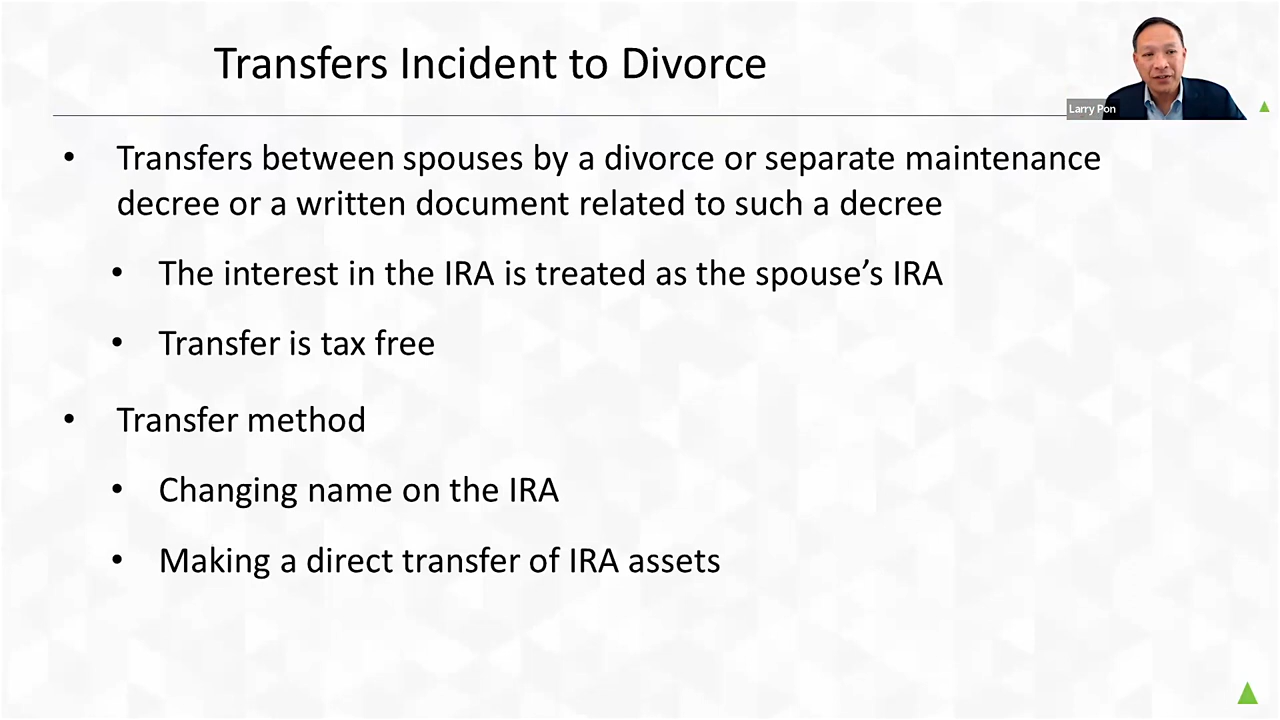 Transfers Incident to Divorce
Larry Pon
• Transfers between spouses by a divorce or separate maintenance
decree or a written document related to such a decree
• The interest in the IRA is treated as the spouse’s IRA
• Transfer is tax free
• Transfer method
• Changing name on the IRA
• Making a direct transfer of IRA assets